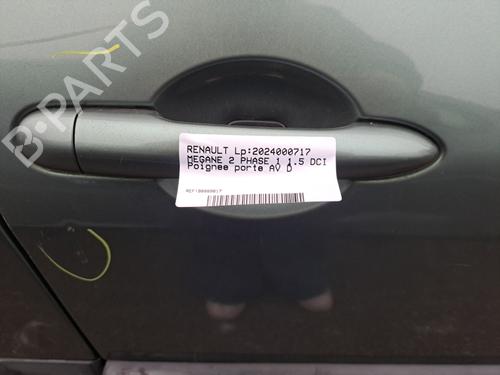 B-PARTS
RENAULT Lp:2024000717
MEGANE 2 PHASE 1 1.5 DCI
Poignee porte AV D